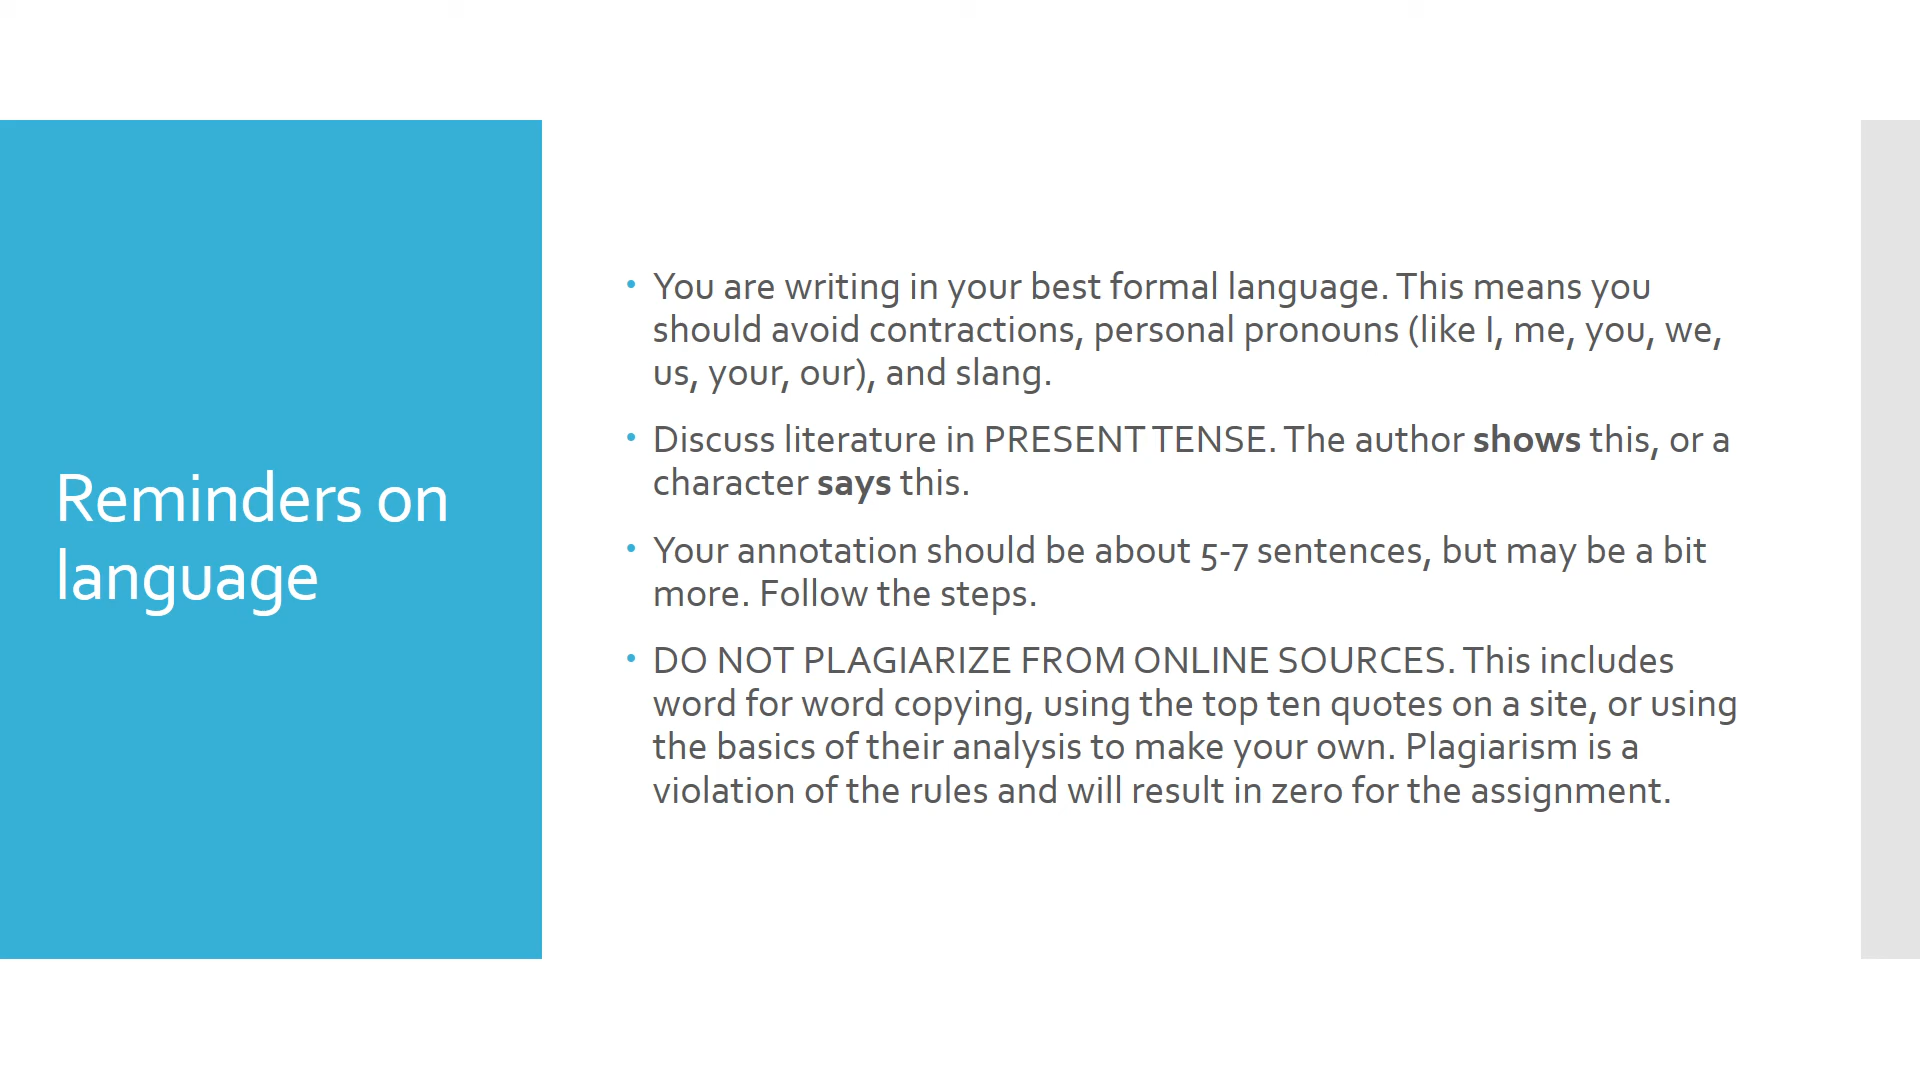 Reminders on
language
• You are writing in your best formal language. This means you
should avoid contractions, personal pronouns (like I, me, you, we,
us, your, our), and slang.
• Discuss literature in PRESENT TENSE. The author shows this, or a
character says this.
• Your annotation should be about 5-7 sentences, but may be a bit
more. Follow the steps.
• DO NOT PLAGIARIZE FROM ONLINE SOURCES. This includes
word for word copying, using the top ten quotes on a site, or using
the basics of their analysis to make your own. Plagiarism is a
violation of the rules and will result in zero for the assignment.